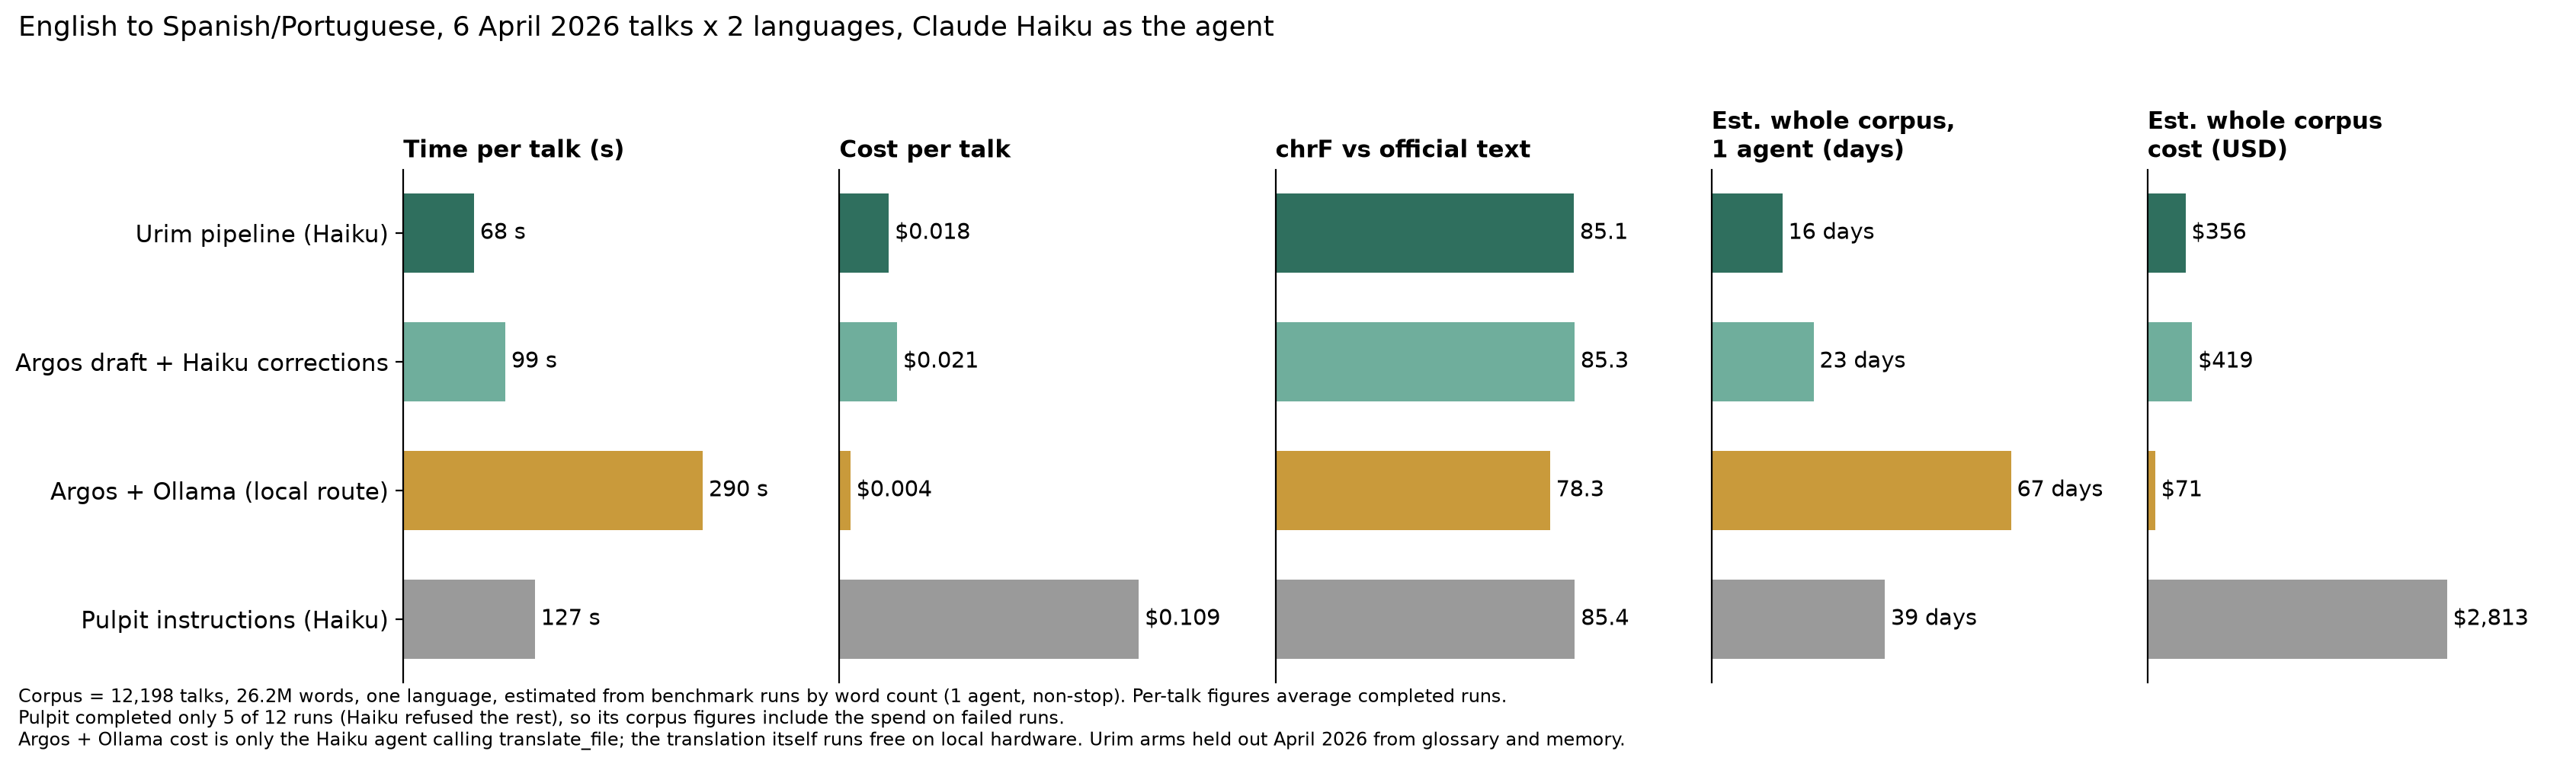 English to Spanish/Portuguese, 6 April 2026 talks x 2 languages, Claude Haiku as the agent
Time per talk (s)
Cost per talk
chrF vs official text
Est. whole corpus,
1 agent (days)
Est. whole corpus
cost (USD)
Urim pipeline (Haiku)
68 s
$0.018
85.1
16 days
$356
Argos draft + Haiku corrections
99 s
$0.021
85.3
23 days
$419
Argos + Ollama (local route)
290 s
$0.004
78.3
67 days
$71
Pulpit instructions (Haiku)
127 s
$0.109
85.4
39 days
$2,813
Corpus = 12,198 talks, 26.2M words, one language, estimated from benchmark runs by word count (1 agent, non-stop). Per-talk figures average completed runs.
Pulpit completed only 5 of 12 runs (Haiku refused the rest), so its corpus figures include the spend on failed runs.
Argos + Ollama cost is only the Haiku agent calling translate_file; the translation itself runs free on local hardware. Urim arms held out April 2026 from glossary and memory.